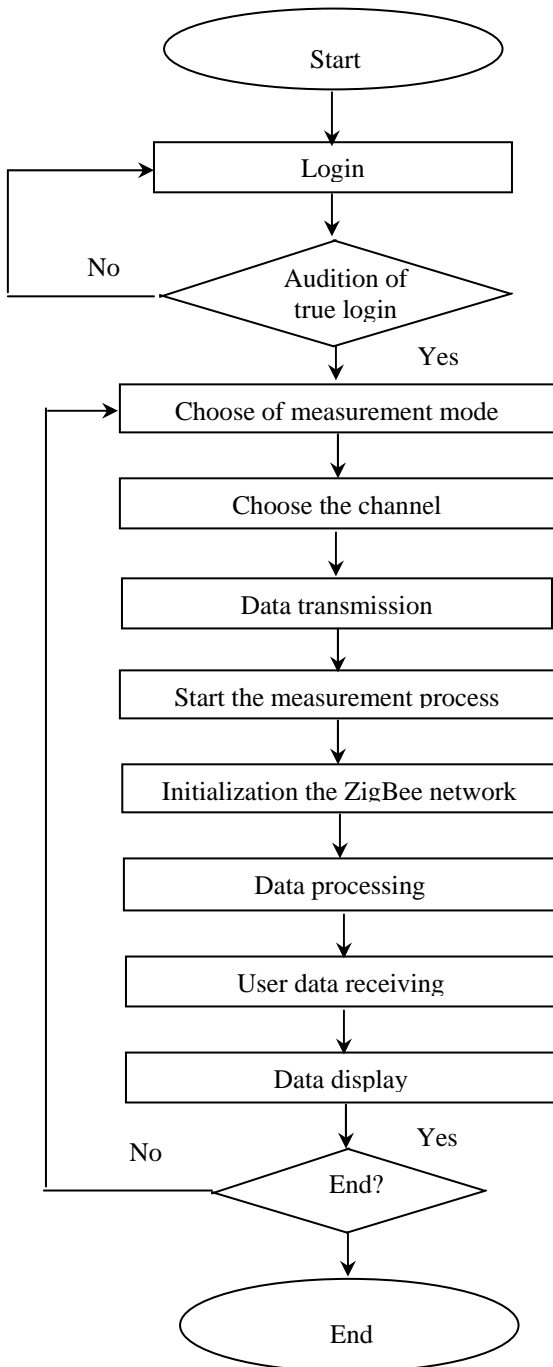 Start
Login
No
Audition of
true login
Yes
Choose of measurement mode
Choose the channel
Data transmission
Start the measurement process
Initialization the ZigBee network
Data processing
User data receiving
Data display
No
Yes
End?
End